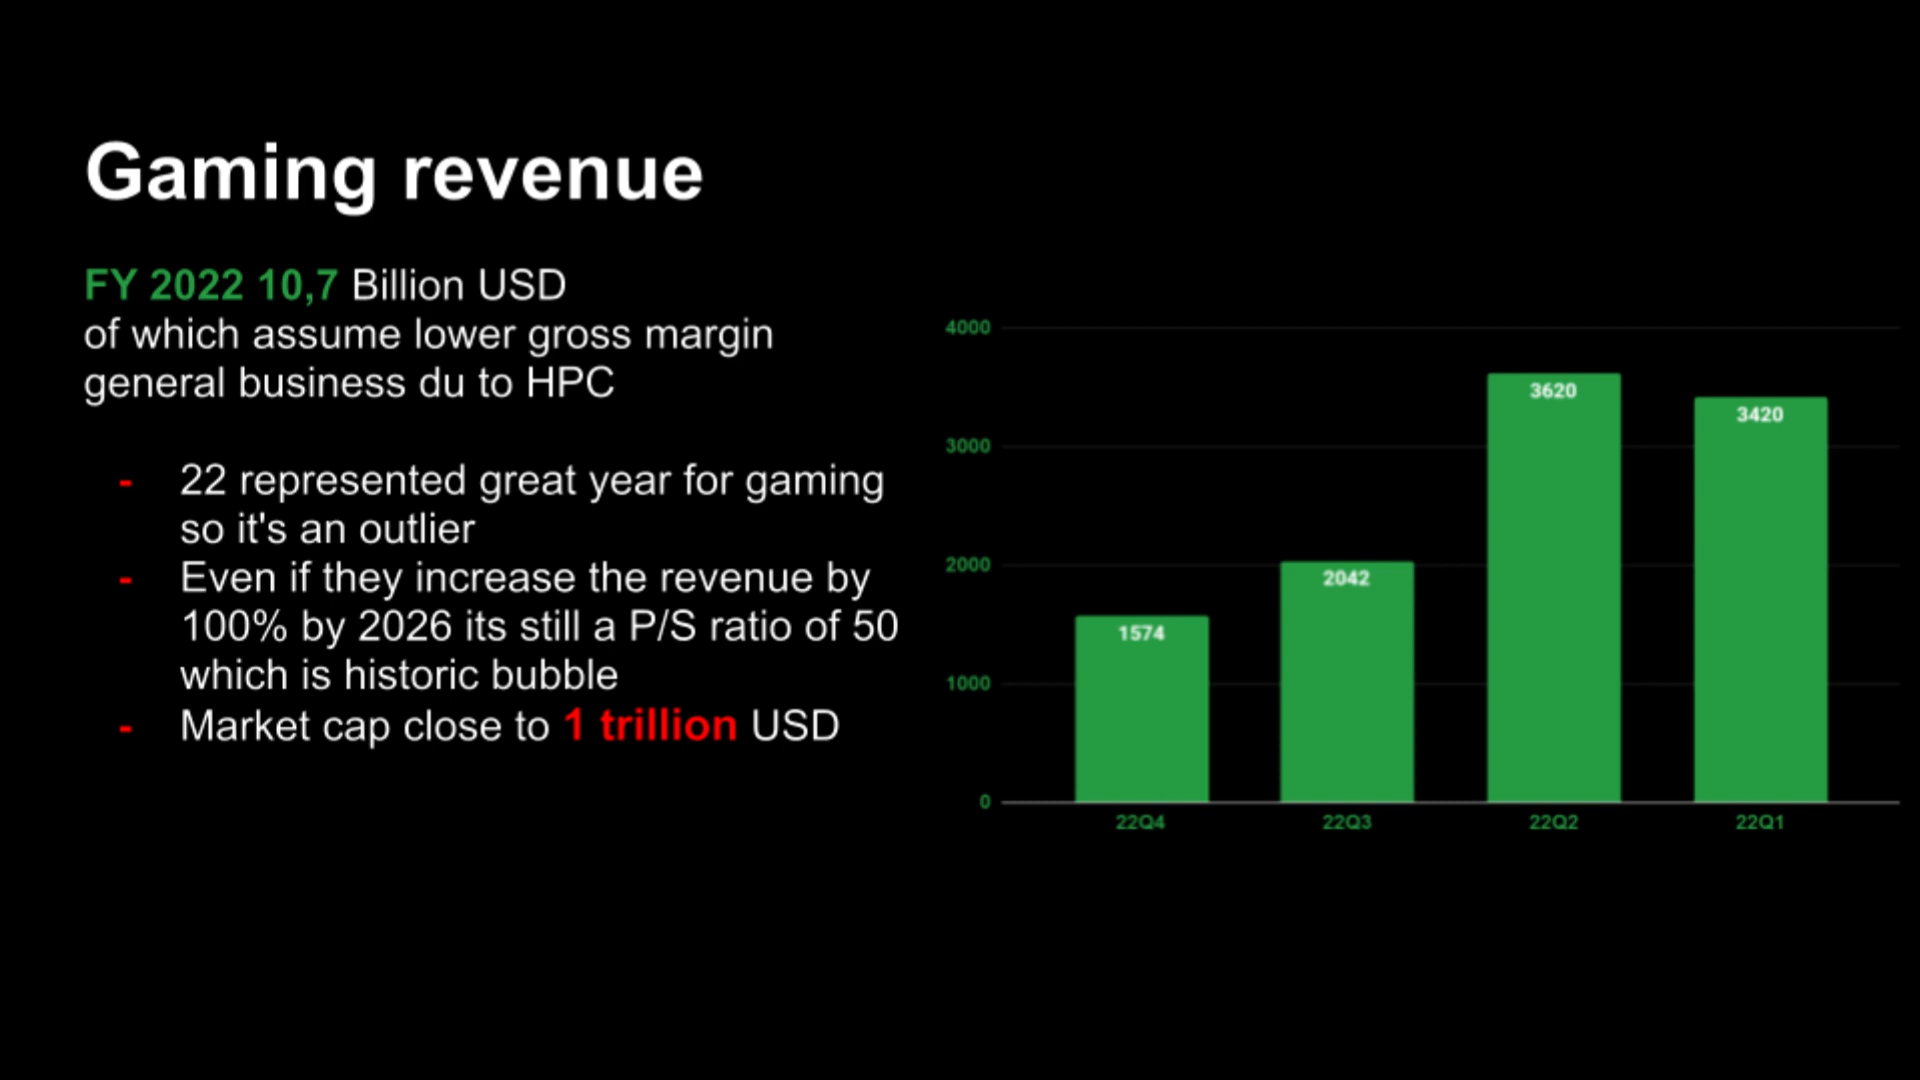 Gaming revenue
FY 2022 10,7 Billion USD
of which assume lower gross margin
general business du to HPC
- 22 represented great year for gaming
so it's an outlier
- Even if they increase the revenue by
100% by 2026 its still a P/S ratio of 50
which is historic bubble
- Market cap close to 1 trillion USD
4000
3000
2000
1000
0
1574
2042
3620
3420
22Q4
22Q3
22Q2
22Q1